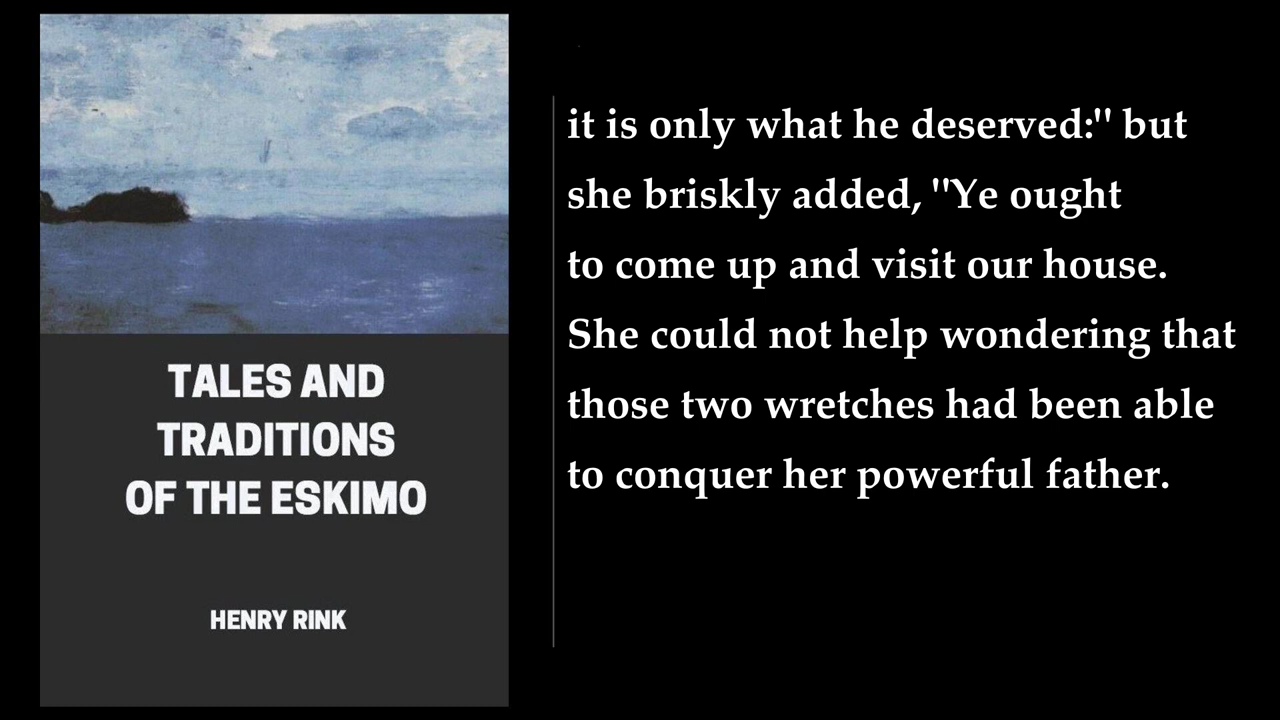 TALES AND
TRADITIONS
OF THE ESKIMO
HENRY RINK
it is only what he deserved:" but
she briskly added, "Ye ought
to come up and visit our house.
She could not help wondering that
those two wretches had been able
to conquer her powerful father.